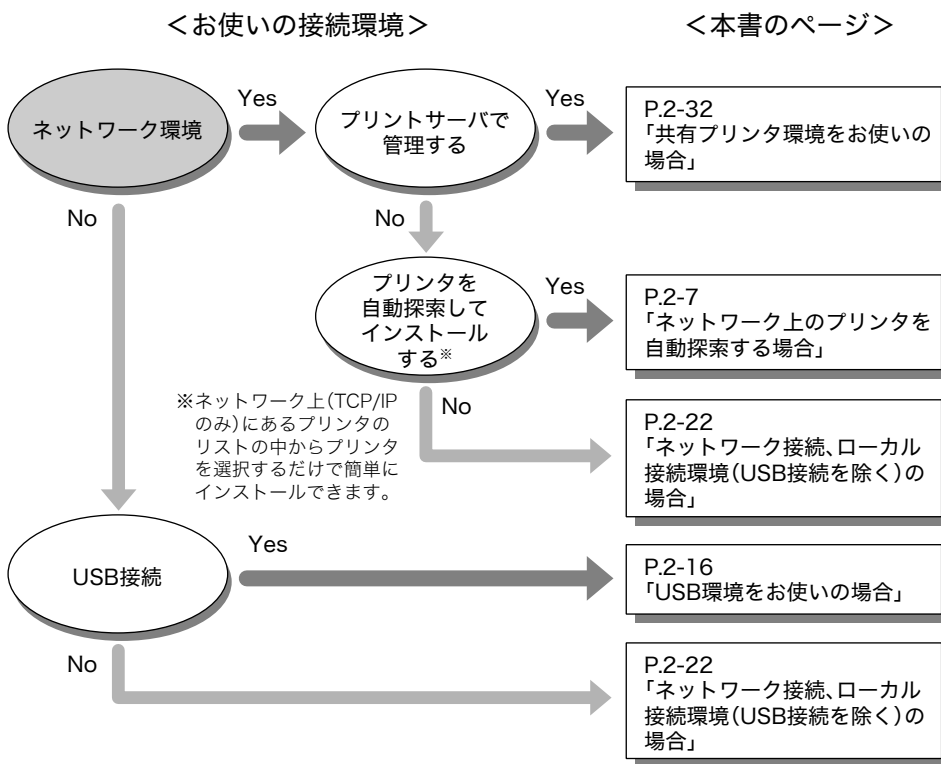 ＜お使いの接続環境＞
＜本書のページ＞
ネットワーク環境
Yes
プリントサーバで
管理する
Yes
P.2-32
「共有プリンタ環境をお使いの
場合」
No
No
プリンタを
自動探索して
インストール
する※
Yes
P.2-7
「ネットワーク上のプリンタを
自動探索する場合」
※ネットワーク上（TCP/IP
のみ）にあるプリンタの
リストの中からプリンタ
を選択するだけで簡単に
インストールできます。
No
P.2-22
「ネットワーク接続、ローカル
接続環境（USB接続を除く）の
場合」
USB接続
Yes
P.2-16
「USB環境をお使いの場合」
No
P.2-22
「ネットワーク接続、ローカル
接続環境（USB接続を除く）の
場合」